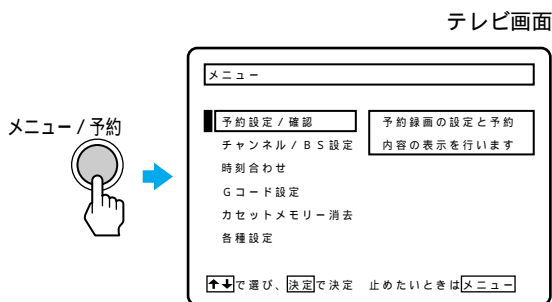 テレビ画面
メニュー
メニュー / 予約
予約設定 / 確認
チャンネル / BS設定
時刻合わせ
Gコード設定
カセットメモリー消去
各種設定
予約録画の設定と予約
内容の表示を行います
↑↓で選び、決定で決定 止めたいときはメニュー